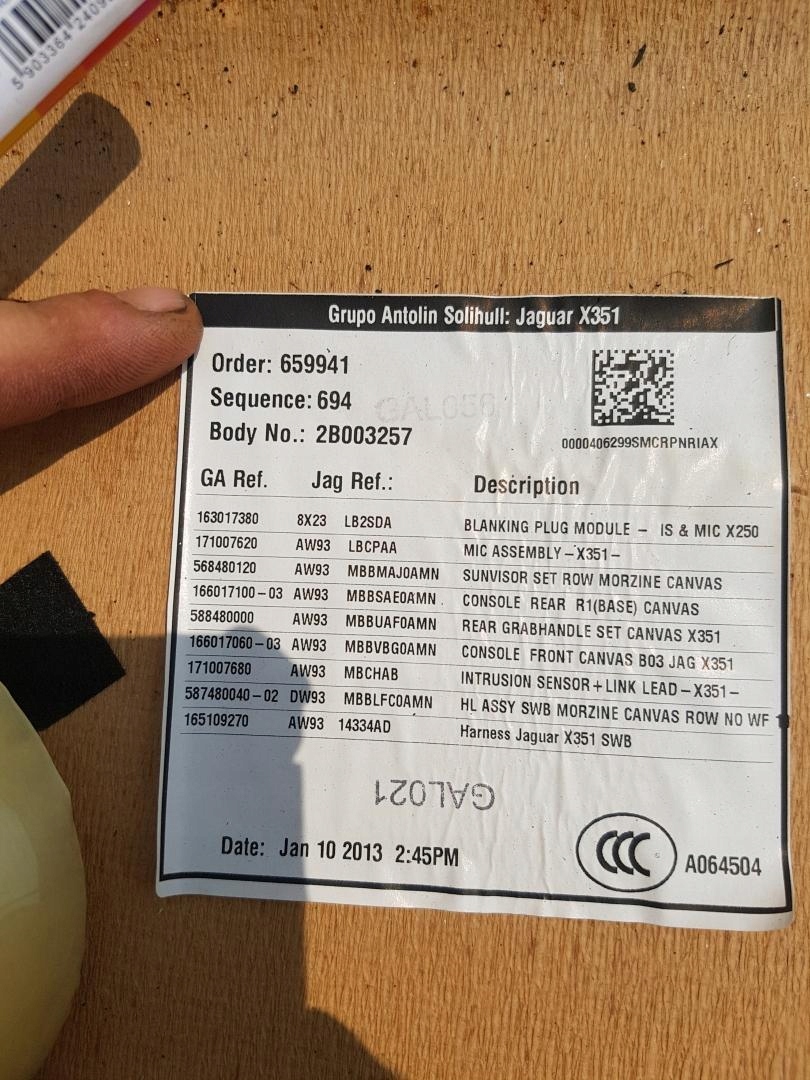 5 903364 2409
Grupo Antolin Solihull: Jaguar X351
Order: 659941
Sequence: 694
GAL056
Body No.: 2B003257
0000406299SMCRPNRIAX
GA Ref. Jag Ref.: Description
163017380 8X23 LB2SDA BLANKING PLUG MODULE - IS & MIC X250
171007620 AW93 LBCPAA MIC ASSEMBLY-X351-
568480120 AW93 MBBMAJ0AMN SUNVISOR SET ROW MORZINE CANVAS
166017100-03 AW93 MBBSAE0AMN CONSOLE REAR R1(BASE) CANVAS
588480000 AW93 MBBUAF0AMN REAR GRABHANDLE SET CANVAS X351
166017060-03 AW93 MBBVBG0AMN CONSOLE FRONT CANVAS B03 JAG X351
171007680 AW93 MBCHAB INTRUSION SENSOR+LINK LEAD-X351-
587480040-02 DW93 MBBLFC0AMN HL ASSY SWB MORZINE CANVAS ROW NO WF
165109270 AW93 14334AD Harness Jaguar X351 SWB
GAL021
Date: Jan 10 2013 2:45PM
CCC A064504